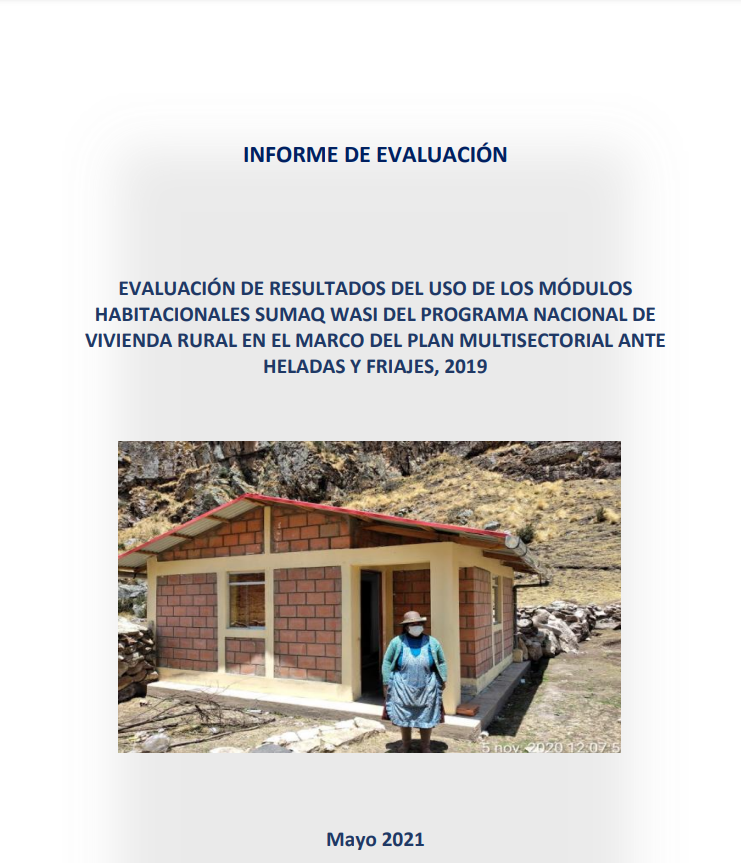 INFORME DE EVALUACIÓN
EVALUACIÓN DE RESULTADOS DEL USO DE LOS MÓDULOS
HABITACIONALES SUMAQ WASI DEL PROGRAMA NACIONAL DE
VIVIENDA RURAL EN EL MARCO DEL PLAN MULTISECTORIAL ANTE
HELADAS Y FRIAJES, 2019
5 nov. 2020 12:07:5
Mayo 2021